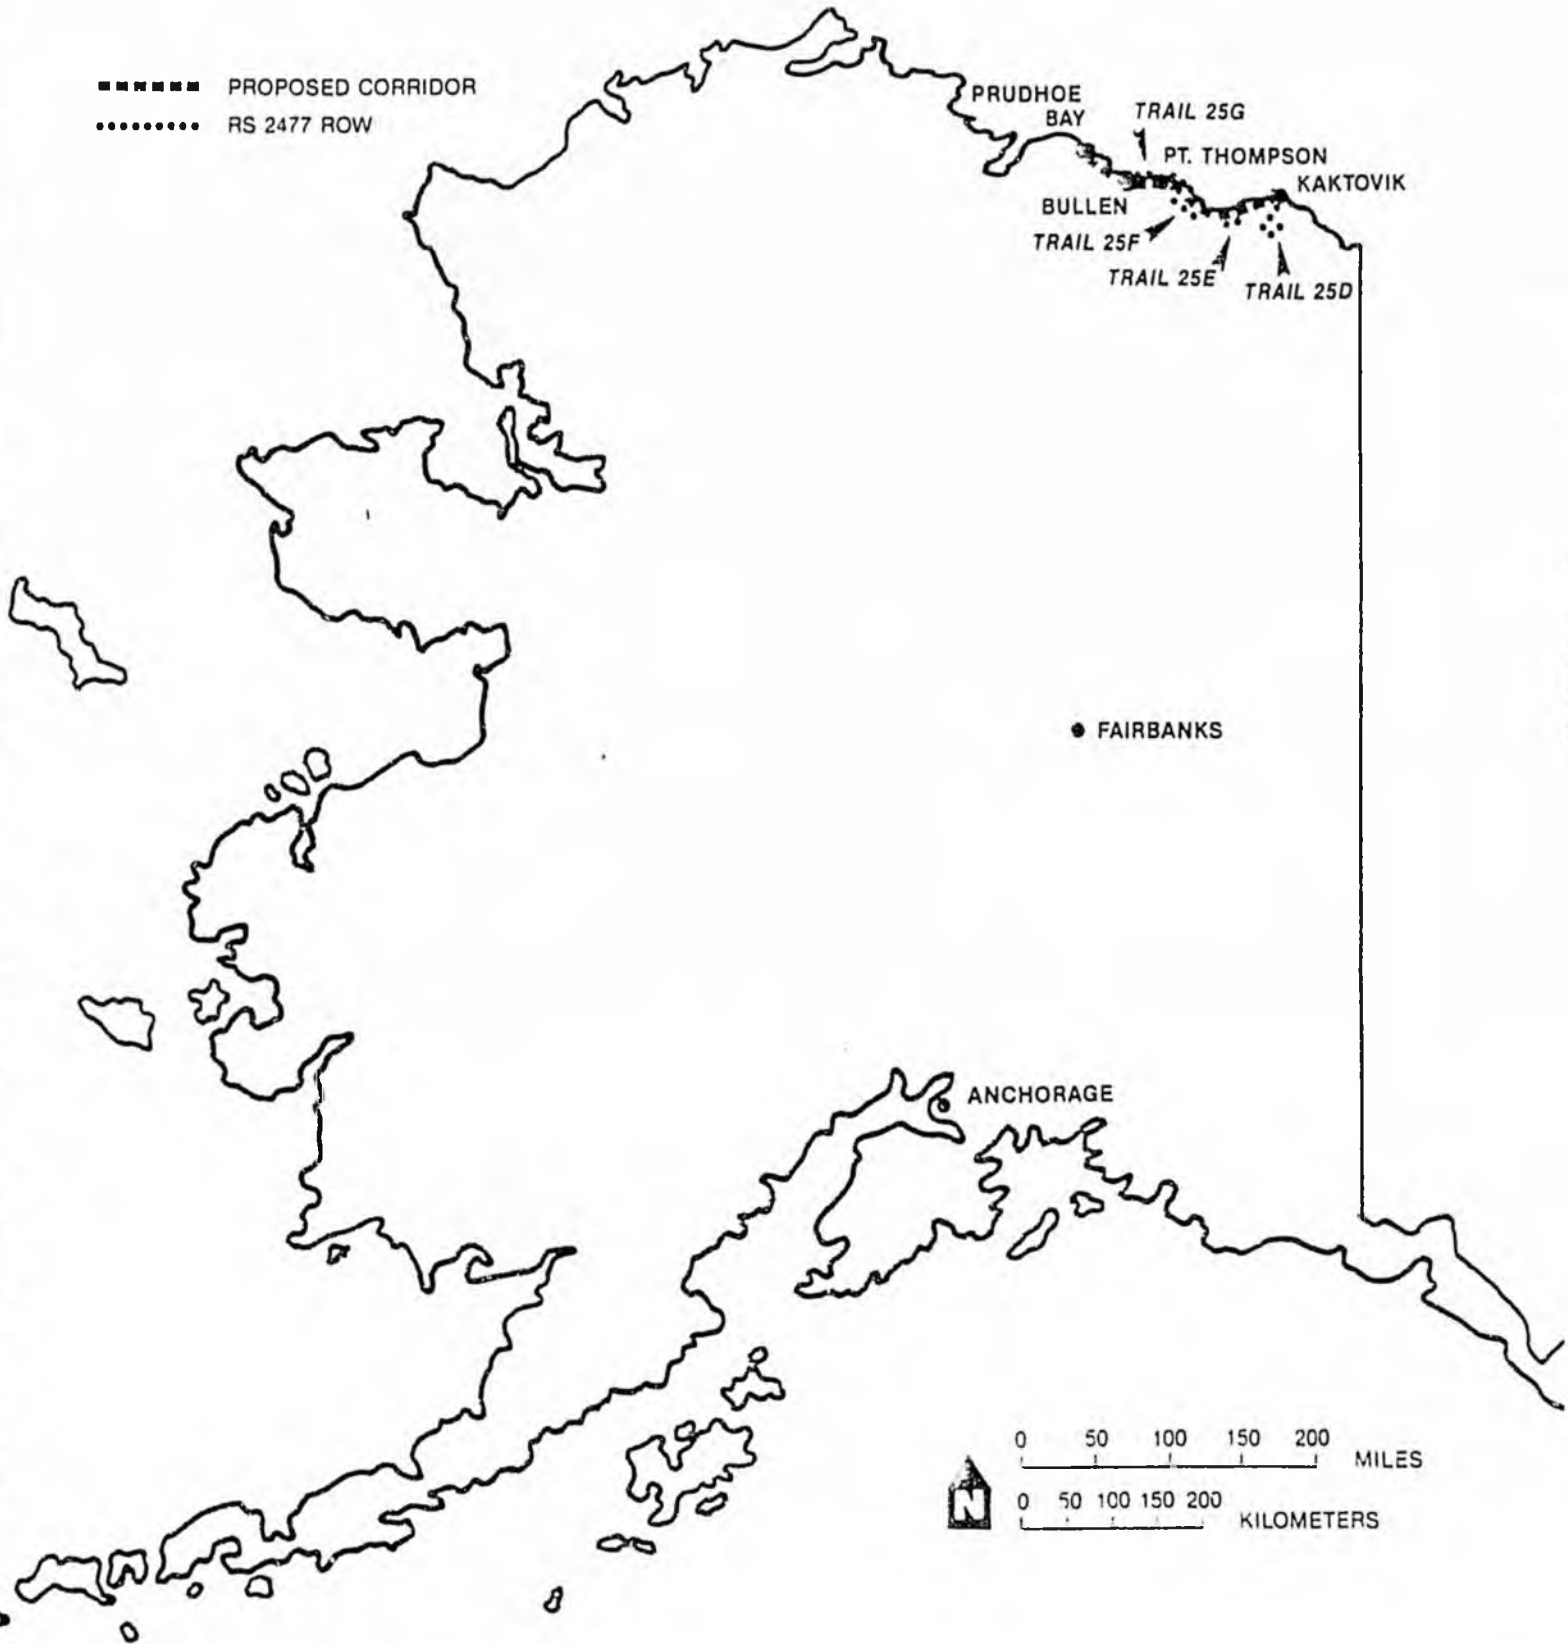 PROPOSED CORRIDOR
RS 2477 ROW
PRUDHOE
BAY
TRAIL 25G
PT. THOMPSON
KAKTOVIK
BULLEN
TRAIL 25F
TRAIL 25E
TRAIL 25D
FAIRBANKS
ANCHORAGE
0 50 100 150 200
MILES
N
0 50 100 150 200
KILOMETERS